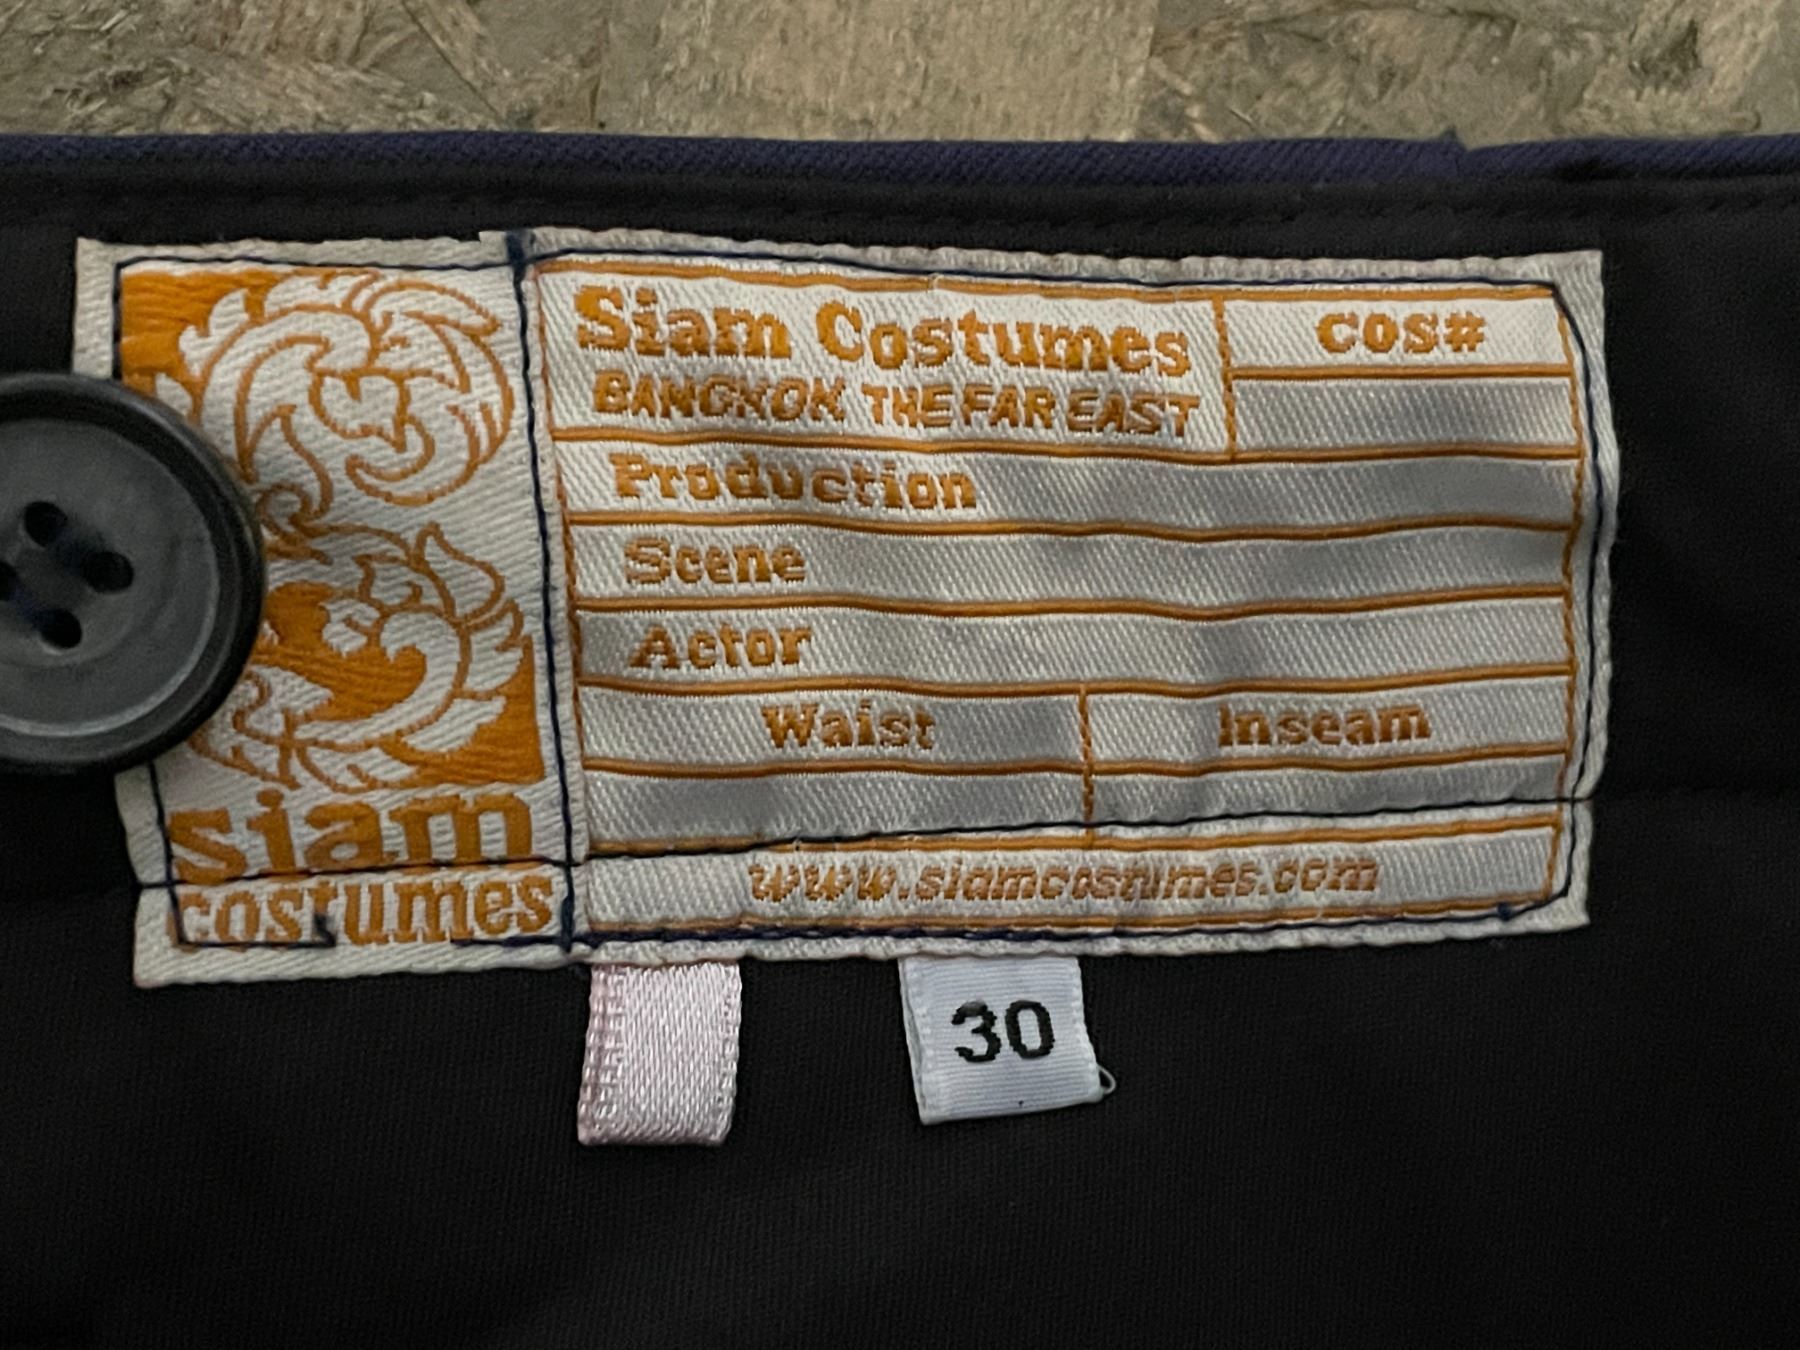 Siam Costumes
BANGKOK THE FAR EAST
COS#
Production
Scene
Actor
Waist
Inseam
www.siamcostumes.com
siam
costumes
30